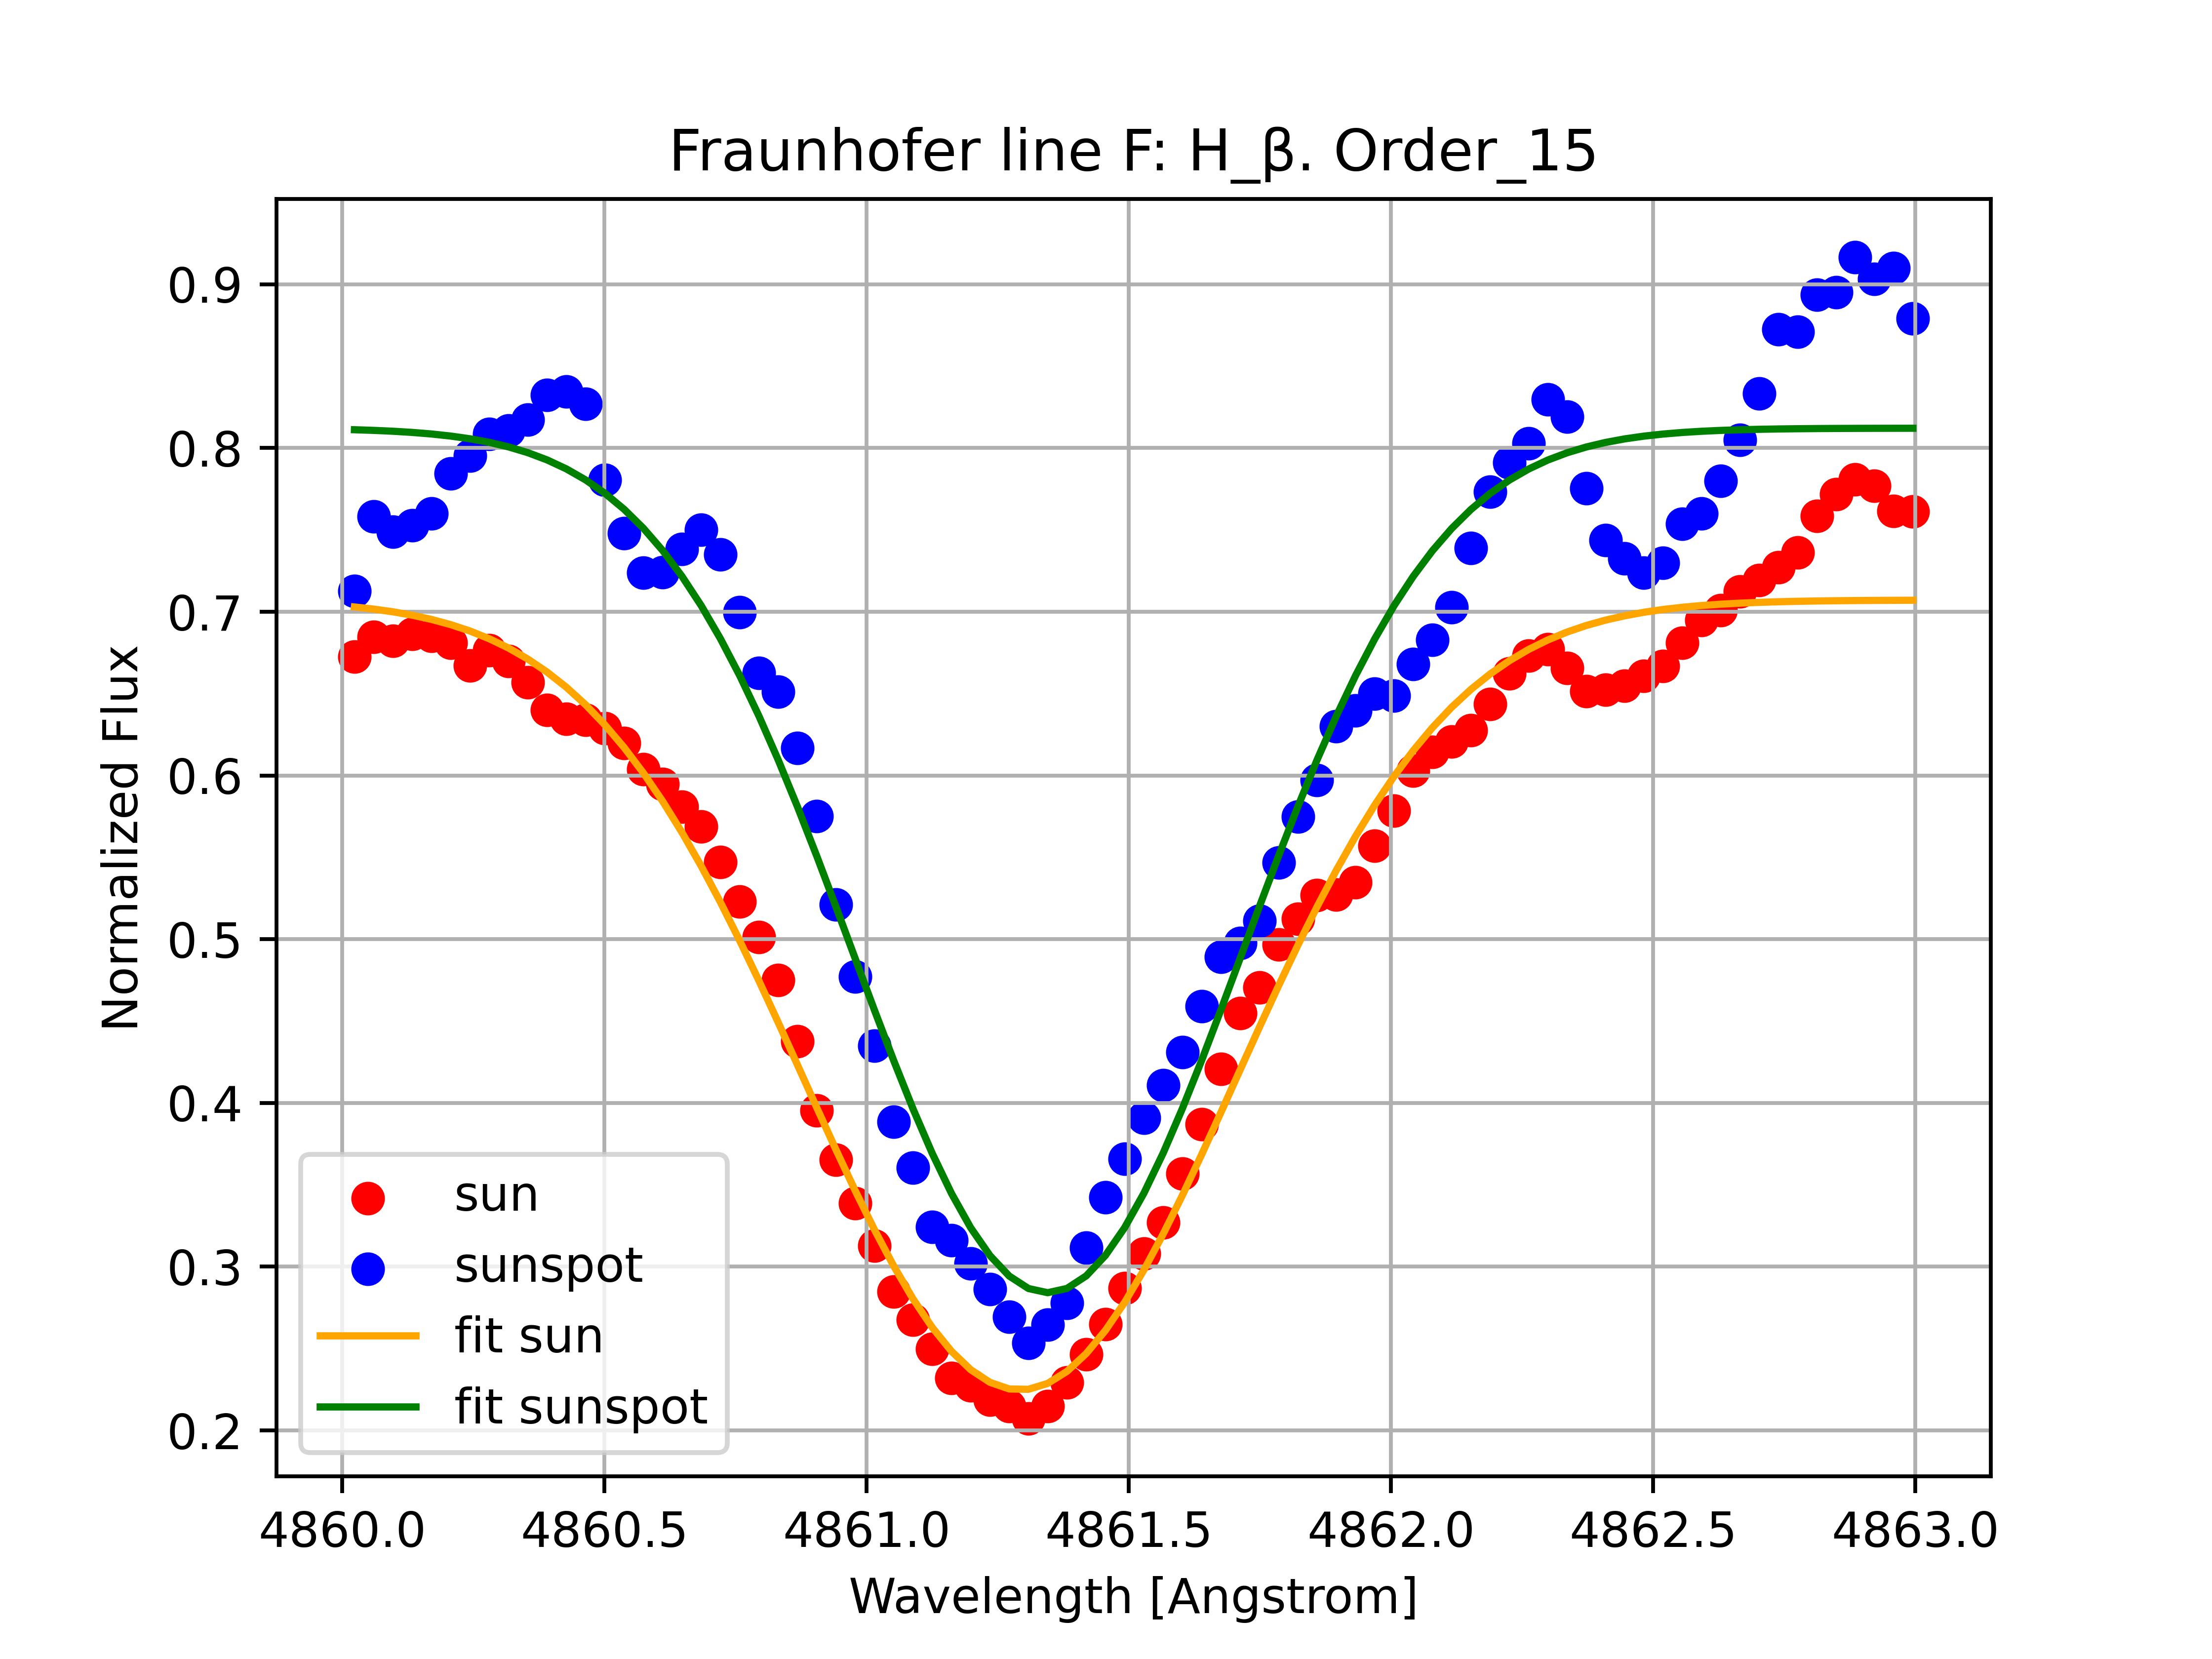 Fraunhofer line F: H_β. Order_15
Normalized Flux
0.9
0.8
0.7
0.6
0.5
0.4
0.3
0.2
sun
sunspot
fit sun
fit sunspot
4860.0 4860.5 4861.0 4861.5 4862.0 4862.5 4863.0
Wavelength [Angstrom]